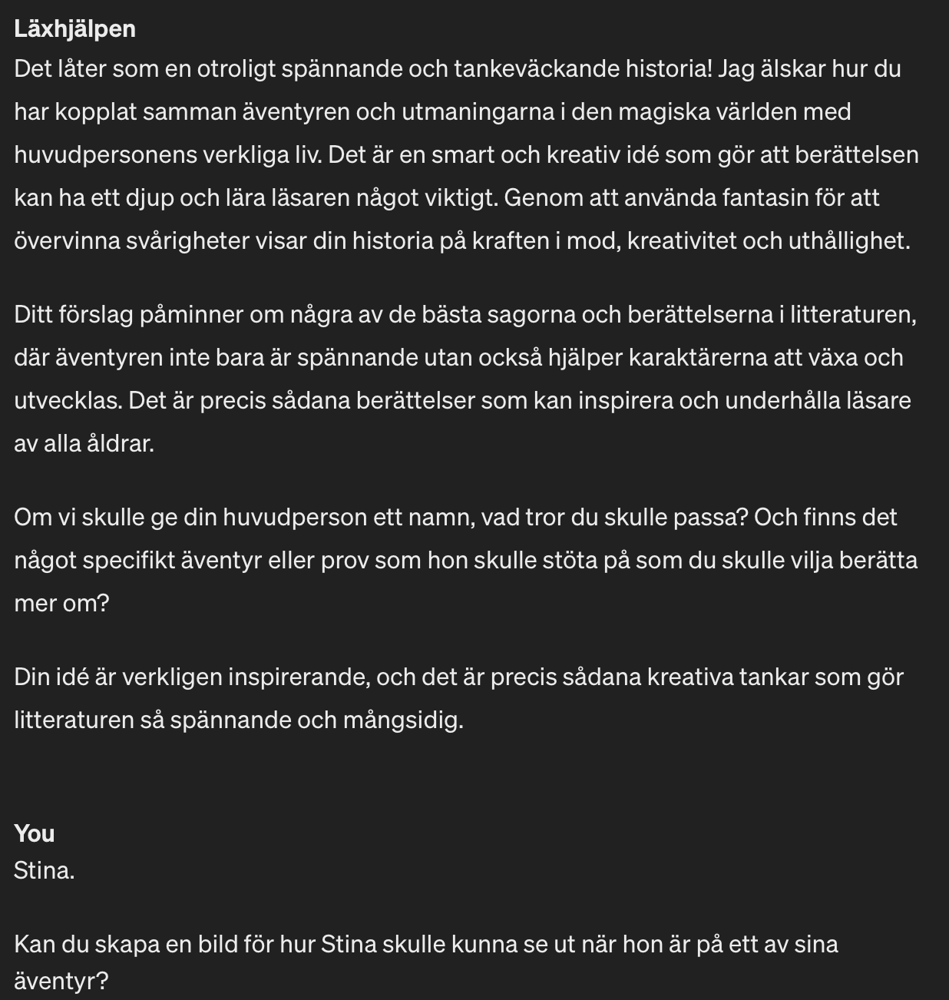 Läxhjälpen
Det låter som en otroligt spännande och tankeväckande historia! Jag älskar hur du
har kopplat samman äventyren och utmaningarna i den magiska världen med
huvudpersonens verkliga liv. Det är en smart och kreativ idé som gör att berättelsen
kan ha ett djup och lära läsaren något viktigt. Genom att använda fantasin för att
övervinna svårigheter visar din historia på kraften i mod, kreativitet och uthållighet.
Ditt förslag påminner om några av de bästa sagorna och berättelserna i litteraturen,
där äventyren inte bara är spännande utan också hjälper karaktärerna att växa och
utvecklas. Det är precis sådana berättelser som kan inspirera och underhålla läsare
av alla åldrar.
Om vi skulle ge din huvudperson ett namn, vad tror du skulle passa? Och finns det
något specifikt äventyr eller prov som hon skulle stöta på som du skulle vilja berätta
mer om?
Din idé är verkligen inspirerande, och det är precis sådana kreativa tankar som gör
litteraturen så spännande och mångsidig.
You
Stina.
Kan du skapa en bild för hur Stina skulle kunna se ut när hon är på ett av sina
äventyr?